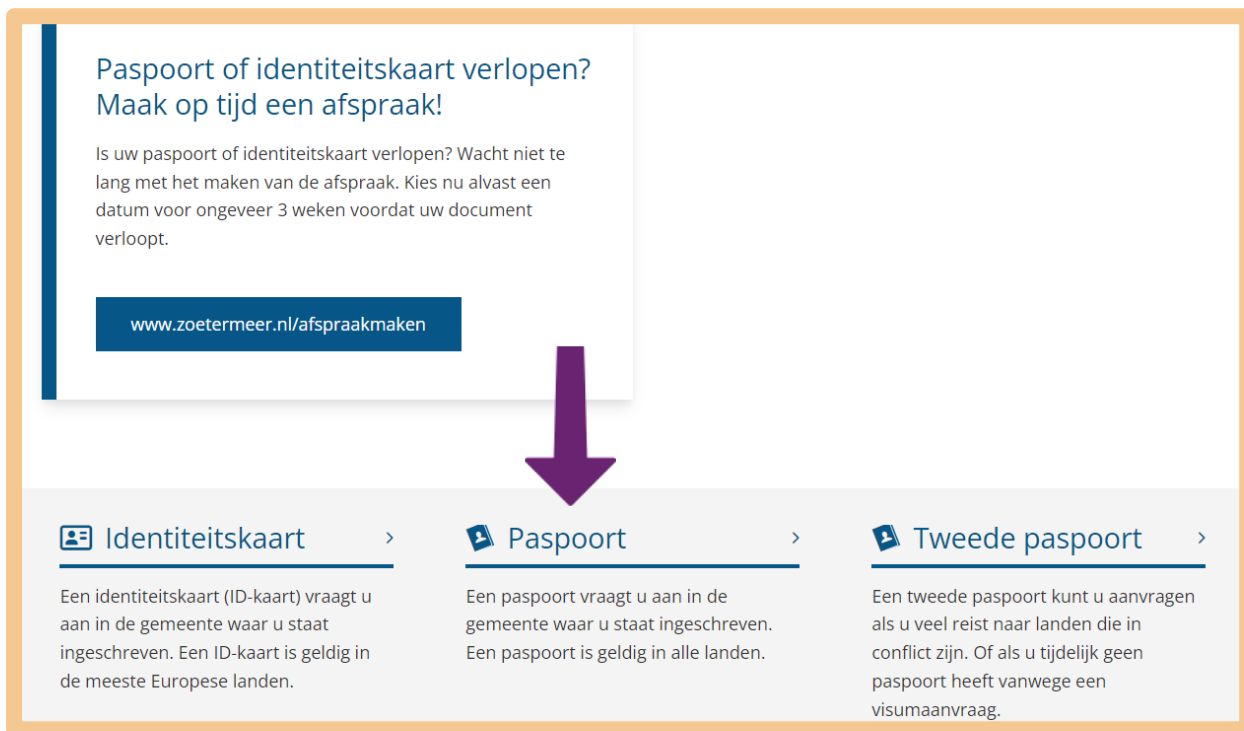 Paspoort of identiteitskaart verlopen?
Maak op tijd een afspraak!
Is uw paspoort of identiteitskaart verlopen? Wacht niet te
lang met het maken van de afspraak. Kies nu alvast een
datum voor ongeveer 3 weken voordat uw document
verloopt.
www.zoetermeer.nl/afspraakmaken
Identiteitskaart
Een identiteitskaart (ID-kaart) vraagt u
aan in de gemeente waar u staat
ingeschreven. Een ID-kaart is geldig in
de meeste Europese landen.
Paspoort
Een paspoort vraagt u aan in de
gemeente waar u staat ingeschreven.
Een paspoort is geldig in alle landen.
Tweede paspoort
Een tweede paspoort kunt u aanvragen
als u veel reist naar landen die in
conflict zijn. Of als u tijdelijk geen
paspoort heeft vanwege een
visumaanvraag.